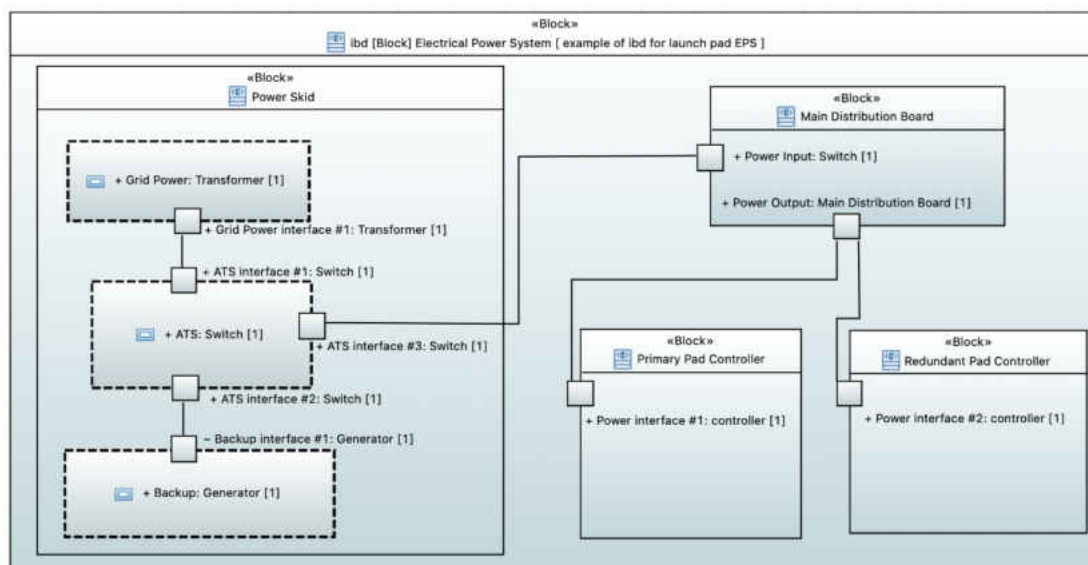 «Block»
ibd [Block] Electrical Power System [ example of ibd for launch pad EPS ]
«Block»
Power Skid
+ Grid Power: Transformer [1]
+ Grid Power interface #1: Transformer [1]
+ ATS interface #1: Switch [1]
+ ATS: Switch [1]
+ ATS interface #3: Switch [1]
+ ATS interface #2: Switch [1]
− Backup interface #1: Generator [1]
+ Backup: Generator [1]
«Block»
Main Distribution Board
+ Power Input: Switch [1]
+ Power Output: Main Distribution Board [1]
«Block»
Primary Pad Controller
+ Power interface #1: controller [1]
«Block»
Redundant Pad Controller
+ Power interface #2: controller [1]